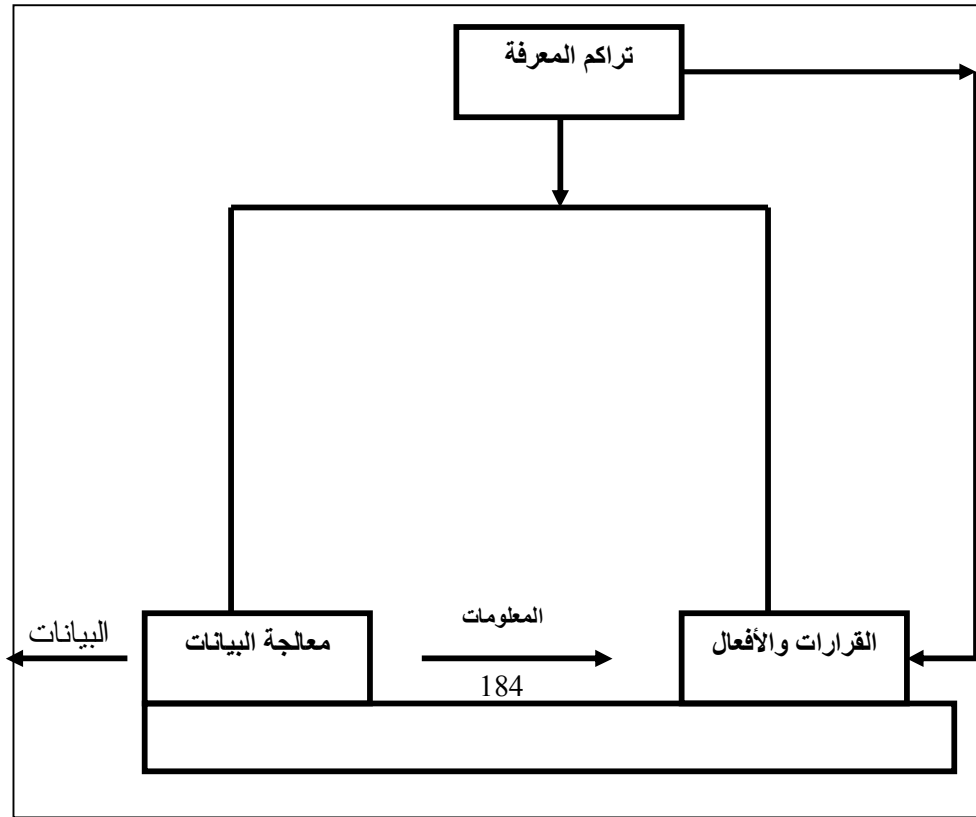 تراكم المعرفة
المعلومات
القرارات والأفعال
معالجة البيانات
البيانات
184